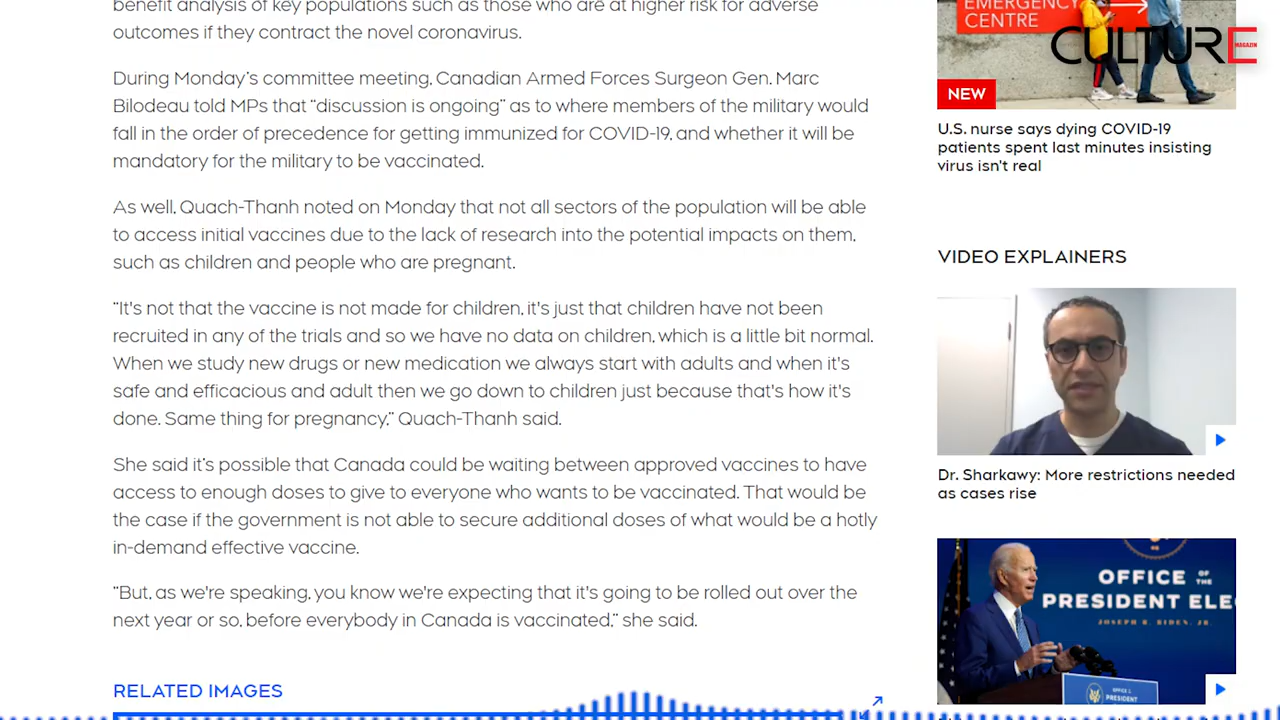 benefit analysis of key populations such as those who are at higher risk for adverse
outcomes if they contract the novel coronavirus.
During Monday's committee meeting, Canadian Armed Forces Surgeon Gen. Marc
Bilodeau told MPs that “discussion is ongoing” as to where members of the military would
fall in the order of precedence for getting immunized for COVID-19, and whether it will be
mandatory for the military to be vaccinated.
As well, Quach-Thanh noted on Monday that not all sectors of the population will be able
to access initial vaccines due to the lack of research into the potential impacts on them,
such as children and people who are pregnant.
“It's not that the vaccine is not made for children, it's just that children have not been
recruited in any of the trials and so we have no data on children, which is a little bit normal.
When we study new drugs or new medication we always start with adults and when it's
safe and efficacious and adult then we go down to children just because that's how it's
done. Same thing for pregnancy,” Quach-Thanh said.
She said it's possible that Canada could be waiting between approved vaccines to have
access to enough doses to give to everyone who wants to be vaccinated. That would be
the case if the government is not able to secure additional doses of what would be a hotly
in-demand effective vaccine.
“But, as we're speaking, you know we're expecting that it's going to be rolled out over the
next year or so, before everybody in Canada is vaccinated,” she said.
RELATED IMAGES
EMERGENCY
CENTRE
CULTURE
MAGAZIN
NEW
U.S. nurse says dying COVID-19
patients spent last minutes insisting
virus isn't real
VIDEO EXPLAINERS
Dr. Sharkawy: More restrictions needed
as cases rise
OFFICE OF THE
PRESIDENT ELE
JOSEPH R. BIDEN, JR.
OFFICE
PRESIDENT